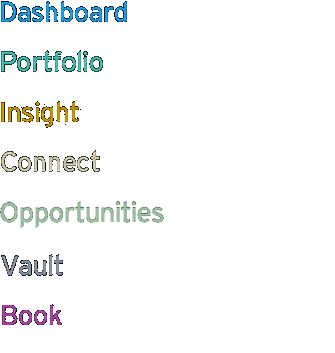 Dashboard
Portfolio
Insight
Connect
Opportunities
Vault
Book